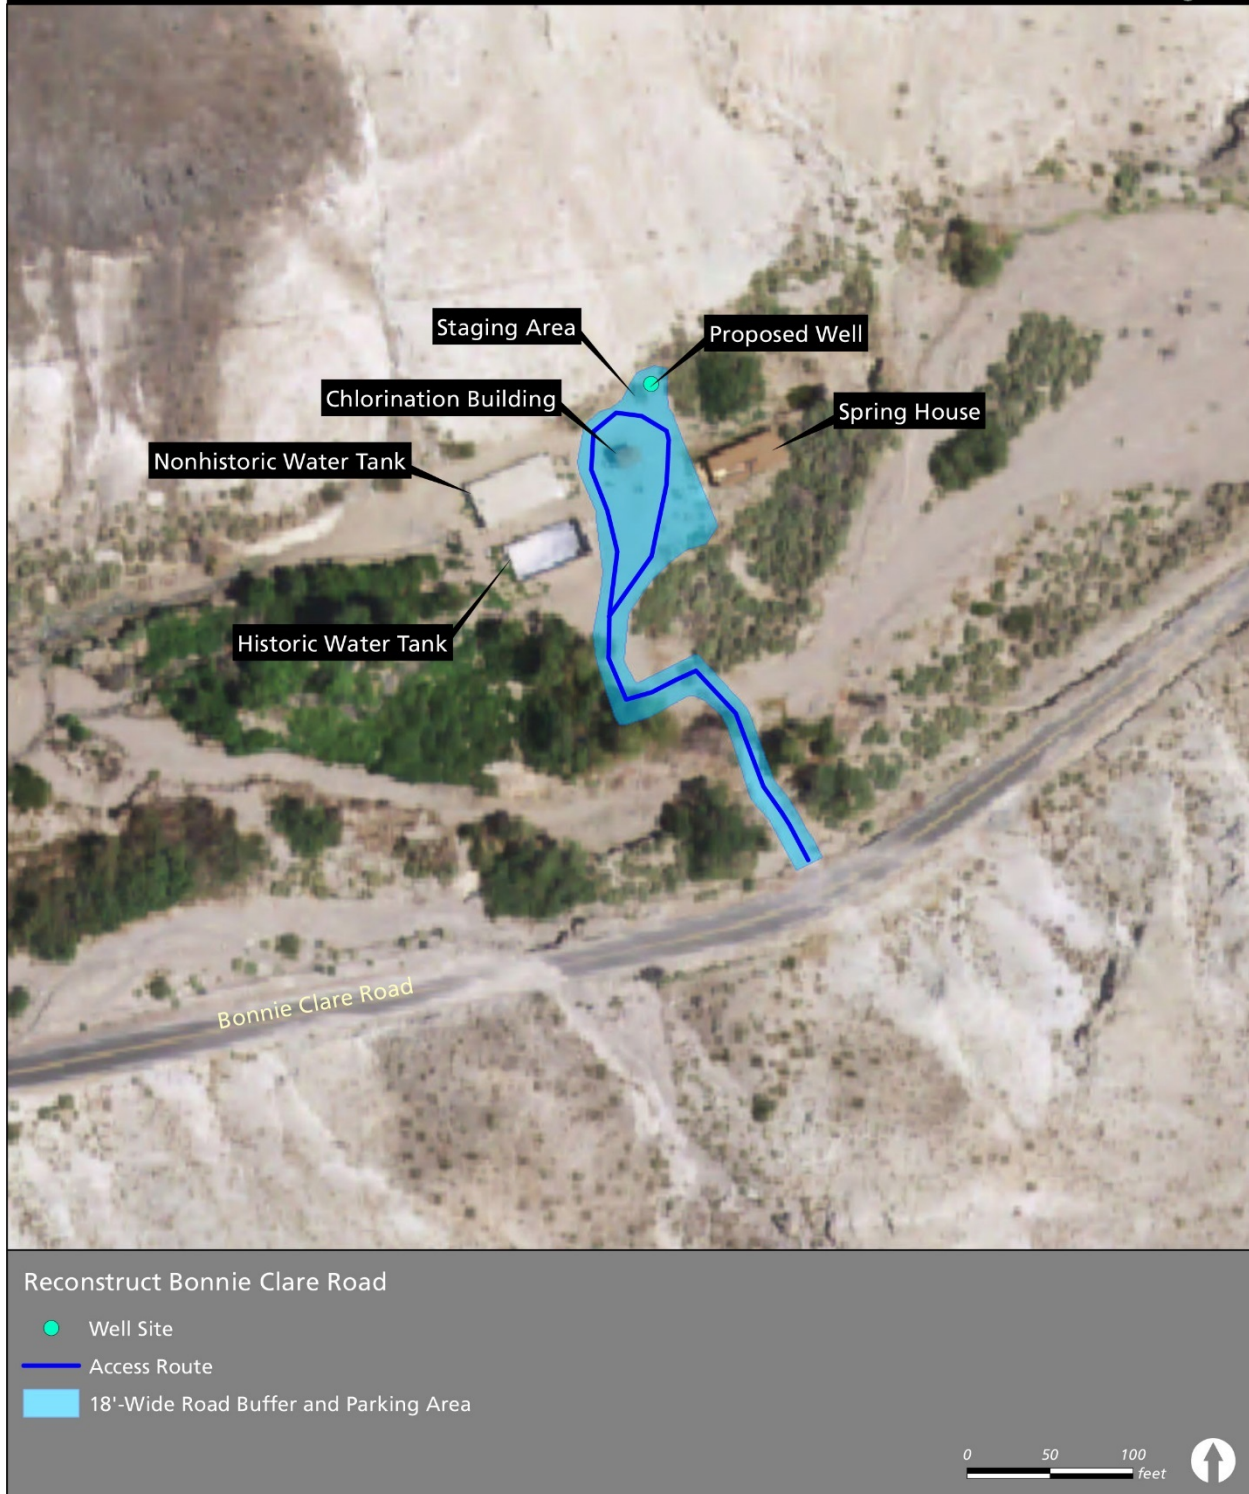 Staging Area
Proposed Well
Chlorination Building
Spring House
Nonhistoric Water Tank
Historic Water Tank
Bonnie Clare Road
Reconstruct Bonnie Clare Road
Well Site
Access Route
18'-Wide Road Buffer and Parking Area
0 50 100
feet